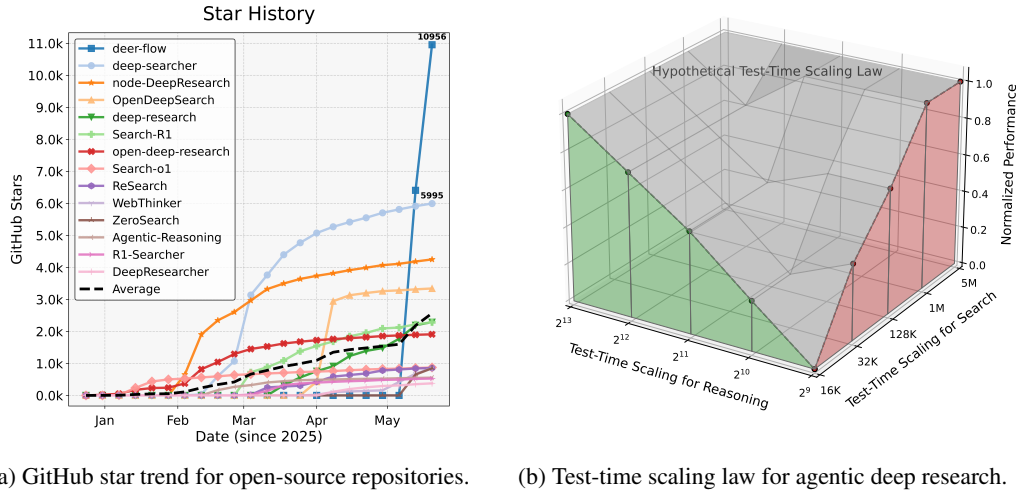 Star History
11.0k
10.0k
9.0k
8.0k
7.0k
6.0k
5.0k
4.0k
3.0k
2.0k
1.0k
0.0k
GitHub Stars
deer-flow
deep-searcher
node-DeepResearch
OpenDeepSearch
deep-research
Search-R1
open-deep-research
Search-o1
ReSearch
WebThinker
ZeroSearch
Agentic-Reasoning
R1-Searcher
DeepResearcher
Average
10956
5995
Jan Feb Mar Apr May
Date (since 2025)
Hypothetical Test-Time Scaling Law
1.0
0.8
0.6
0.4
0.2
0.0
Normalized Performance
2^13
2^12
2^11
2^10
2^9
Test-Time Scaling for Reasoning
16K
32K
128K
1M
5M
Test-Time Scaling for Search
a) GitHub star trend for open-source repositories.
(b) Test-time scaling law for agentic deep research.